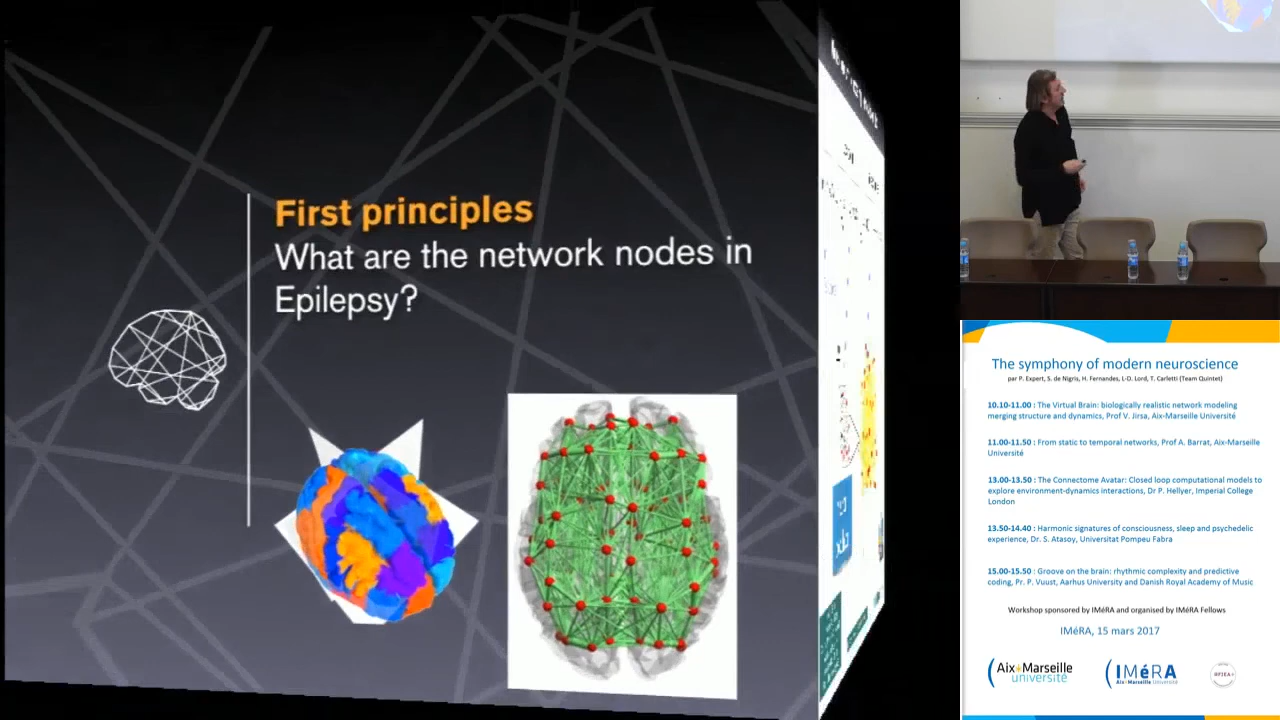 First principles
What are the network nodes in
Epilepsy?
The symphony of modern neuroscience
par P. Expert, S. de Nigris, H. Fernandes, L-D. Lord, T. Carletti (Team Quintet)
10.10-11.00 : The Virtual Brain: biologically realistic network modeling
merging structure and dynamics, Prof V. Jirsa, Aix-Marseille Université
11.00-11.50 : From static to temporal networks, Prof A. Barrat, Aix-Marseille
Université
13.00-13.50 : The Connectome Avatar: Closed loop computational models to
explore environment-dynamics interactions, Dr P. Hellyer, Imperial College
London
13.50-14.40 : Harmonic signatures of consciousness, sleep and psychedelic
experience, Dr. S. Atasoy, Universitat Pompeu Fabra
15.00-15.50 : Groove on the brain: rhythmic complexity and predictive
coding, Pr. P. Vuust, Aarhus University and Danish Royal Academy of Music
Workshop sponsored by IMéRA and organised by IMéRA Fellows
IMéRA, 15 mars 2017
Aix*Marseille
université
IMéRA
Aix*Marseille Université